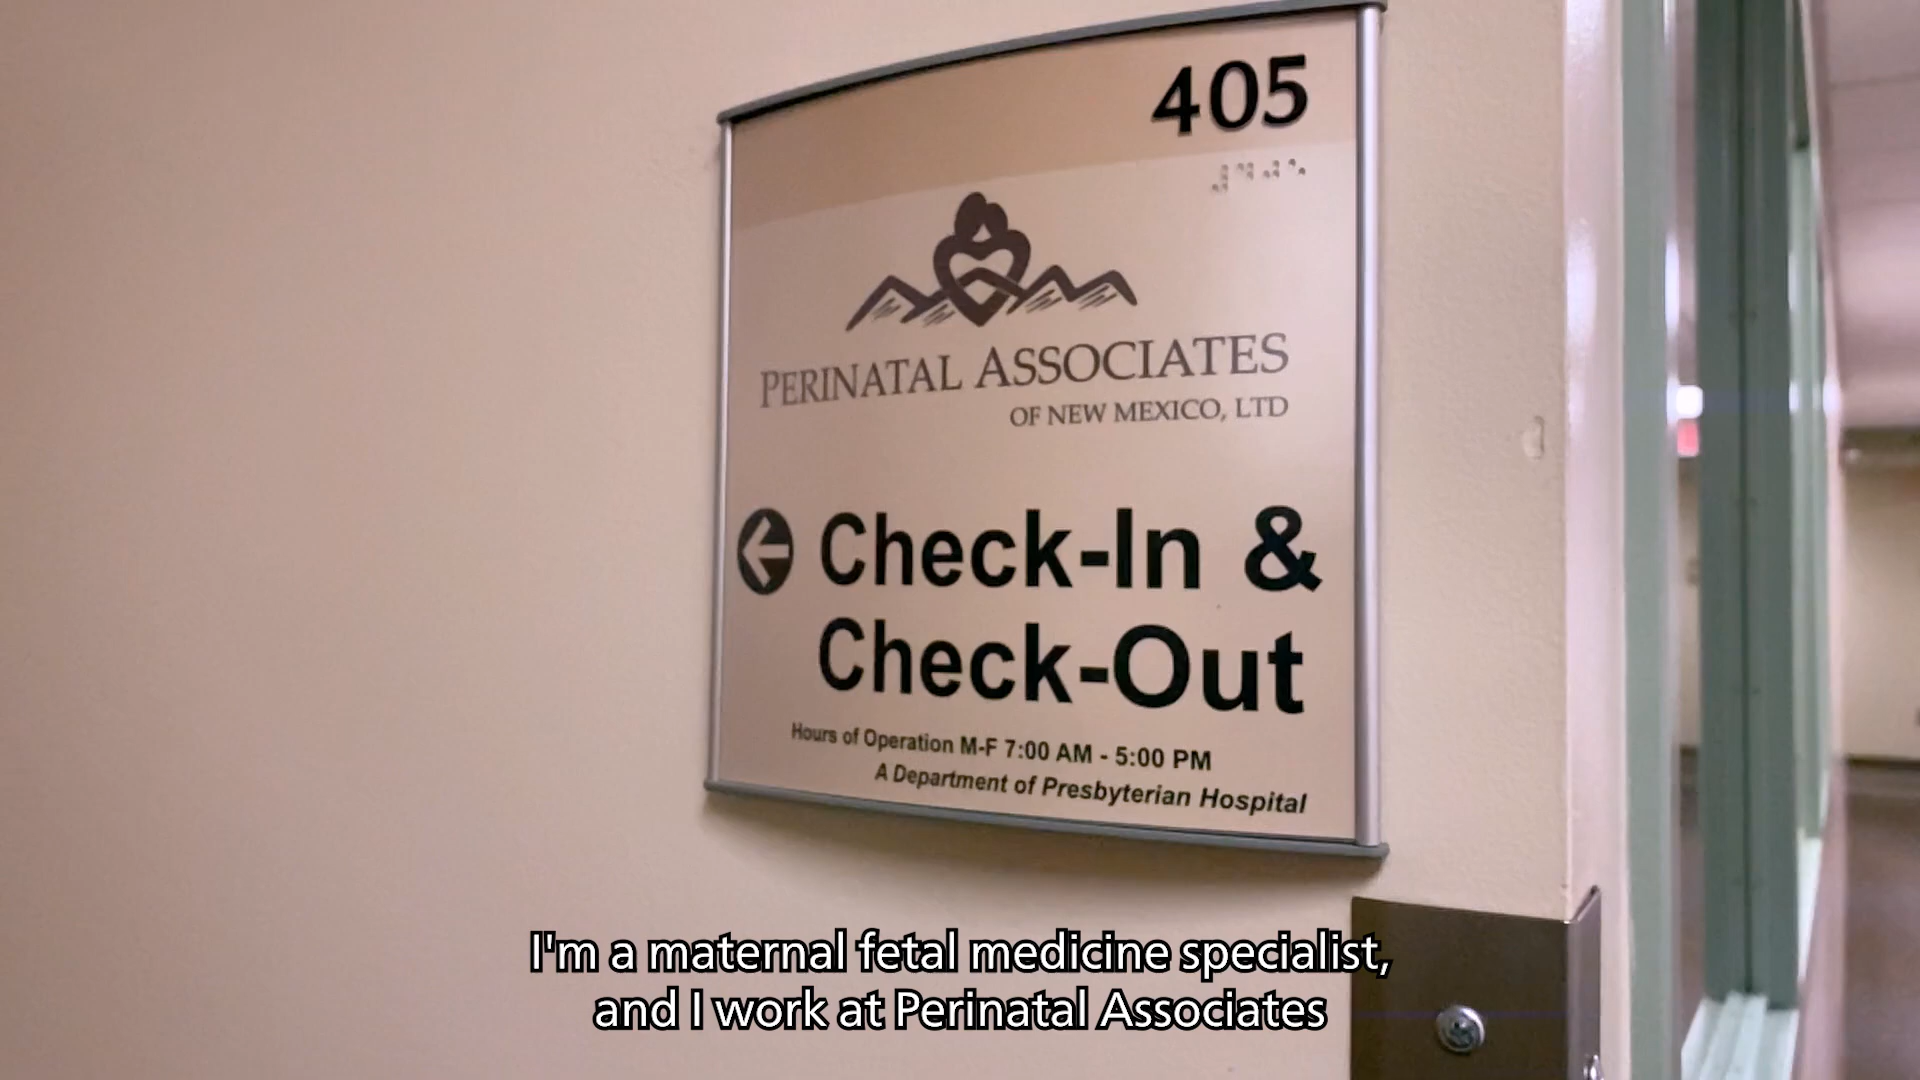 405
PERINATAL ASSOCIATES
OF NEW MEXICO, LTD
Check-In &
Check-Out
Hours of Operation M-F 7:00 AM - 5:00 PM
A Department of Presbyterian Hospital
I'm a maternal fetal medicine specialist,
and I work at Perinatal Associates